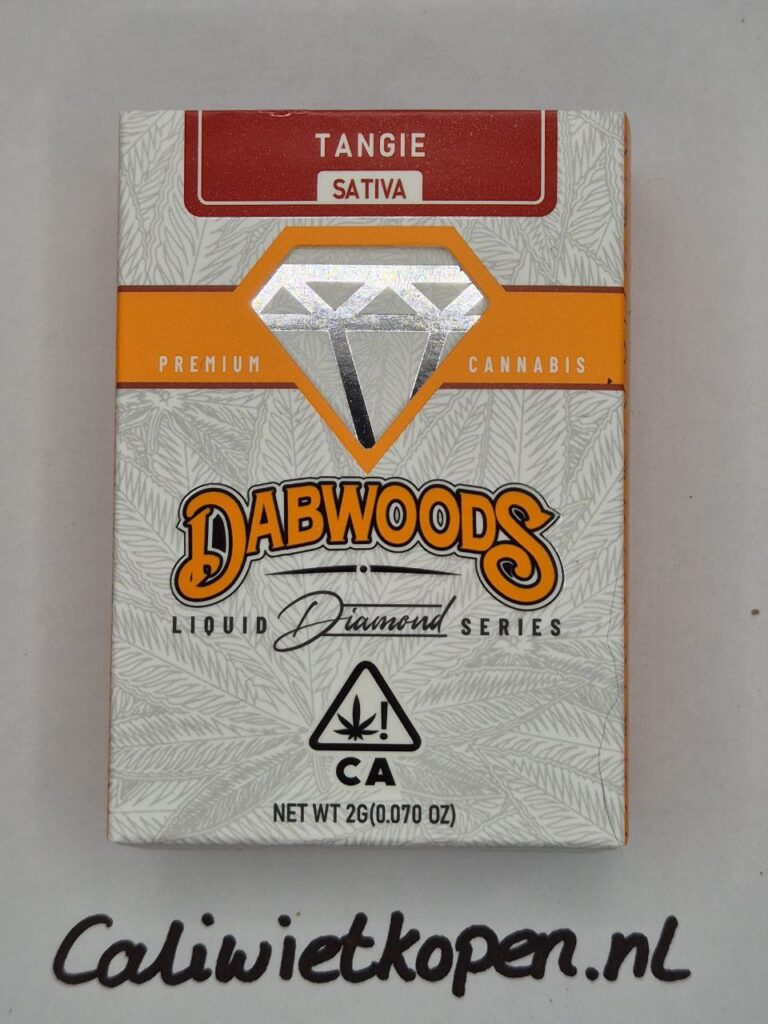 TANGIE
SATIVA
PREMIUM CANNABIS
DABWOODS
LIQUID Diamond SERIES
CA
NET WT 2G(0.070 OZ)
Caliwietkopen.nl